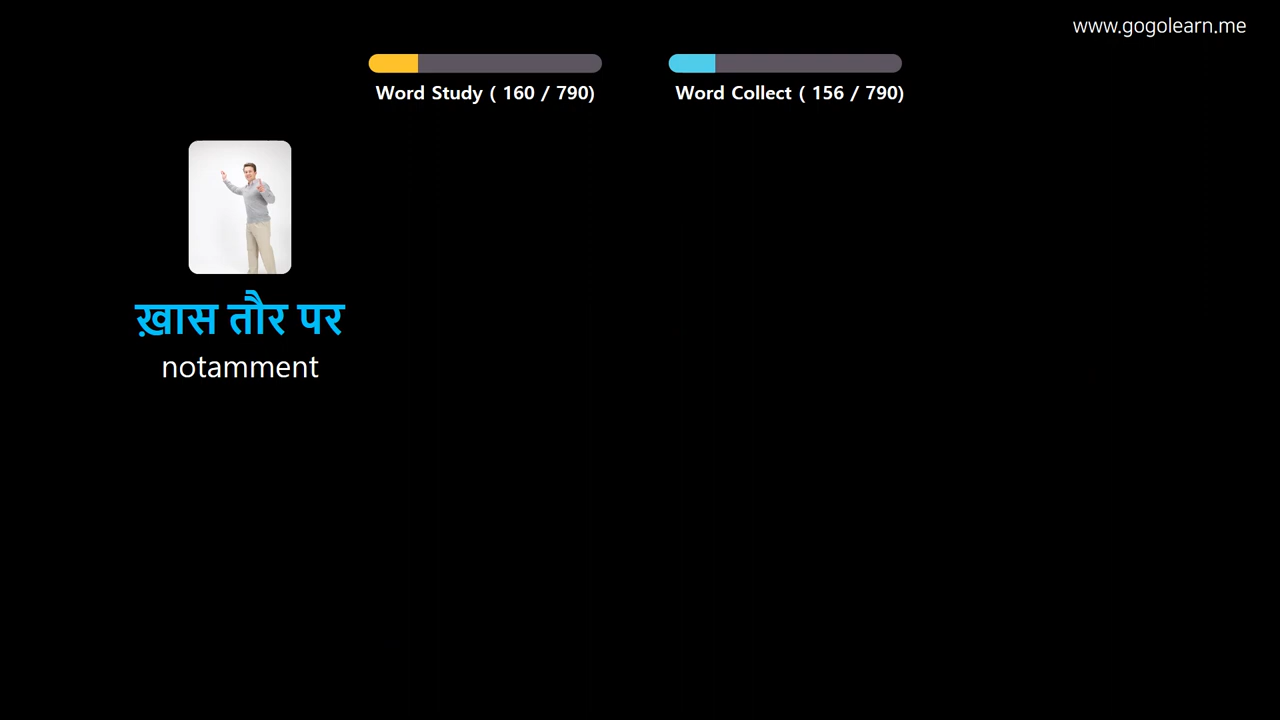 www.gogolearn.me
Word Study ( 160 / 790)
Word Collect ( 156 / 790)
ख़ास तौर पर
notamment